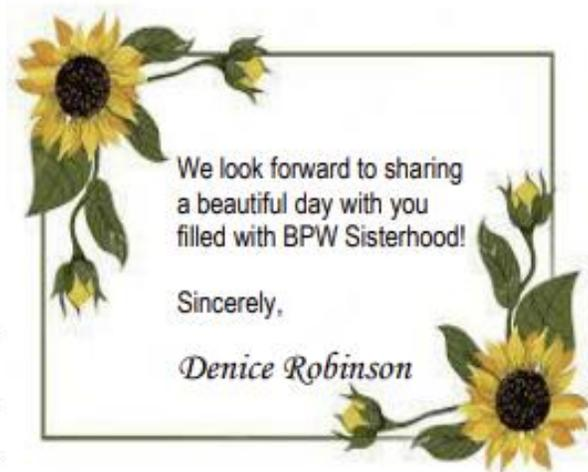 We look forward to sharing
a beautiful day with you
filled with BPW Sisterhood!
Sincerely,
Denice Robinson